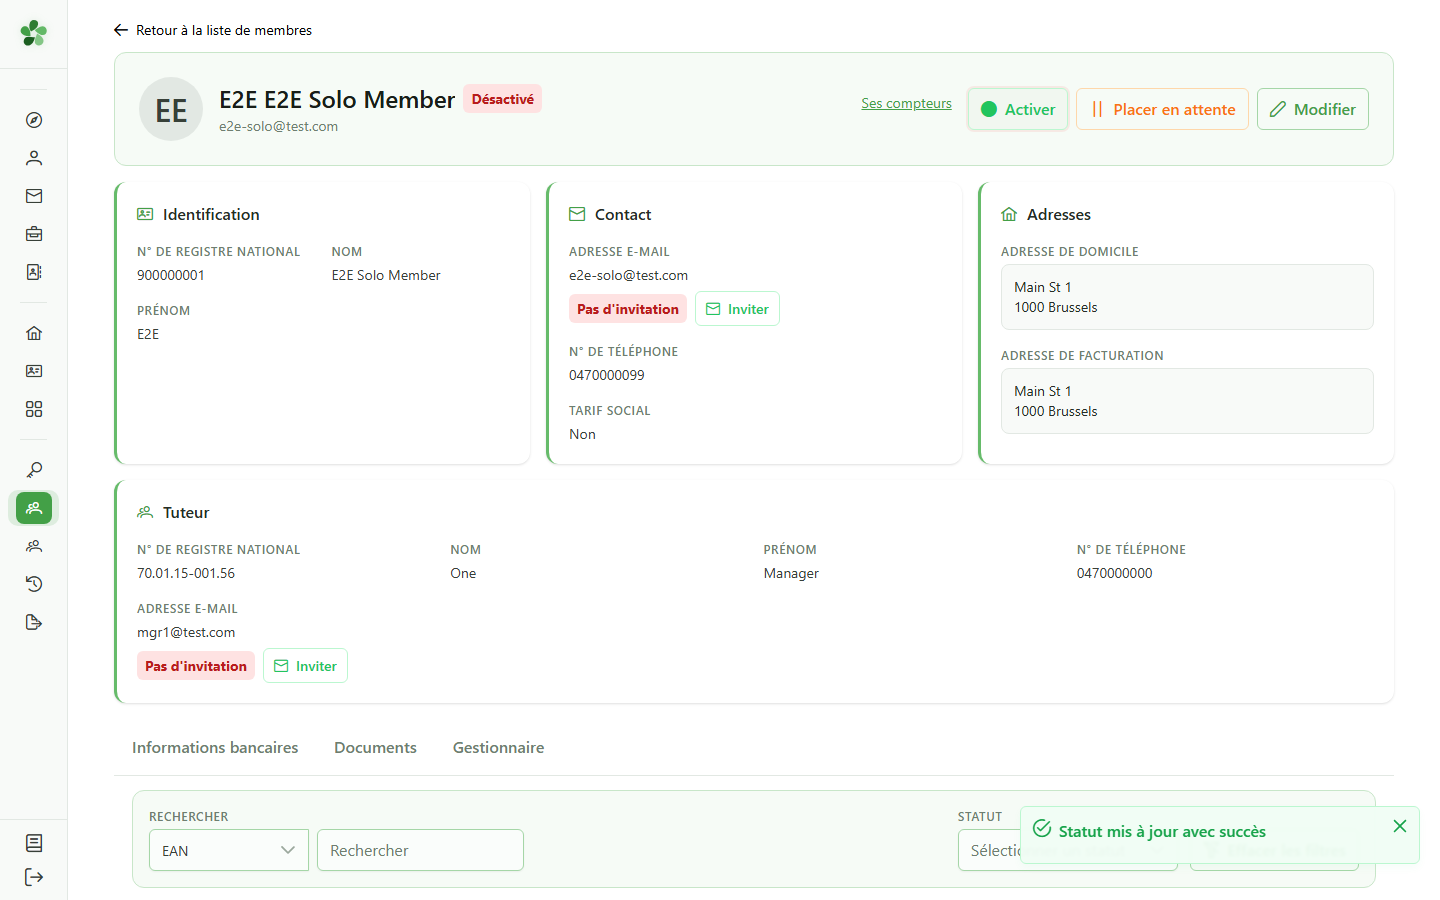 Retour à la liste de membres
EE
E2E E2E Solo Member
Désactivé
e2e-solo@test.com
Ses compteurs
Activer
Placer en attente
Modifier
Identification
N° DE REGISTRE NATIONAL
NOM
900000001
E2E Solo Member
PRÉNOM
E2E
Contact
ADRESSE E-MAIL
e2e-solo@test.com
Pas d'invitation
Inviter
N° DE TÉLÉPHONE
0470000099
TARIF SOCIAL
Non
Adresses
ADRESSE DE DOMICILE
Main St 1
1000 Brussels
ADRESSE DE FACTURATION
Main St 1
1000 Brussels
Tuteur
N° DE REGISTRE NATIONAL
NOM
PRÉNOM
N° DE TÉLÉPHONE
70.01.15-001.56
One
Manager
0470000000
ADRESSE E-MAIL
mgr1@test.com
Pas d'invitation
Inviter
Informations bancaires
Documents
Gestionnaire
RECHERCHER
EAN
Rechercher
STATUT
Statut mis à jour avec succès